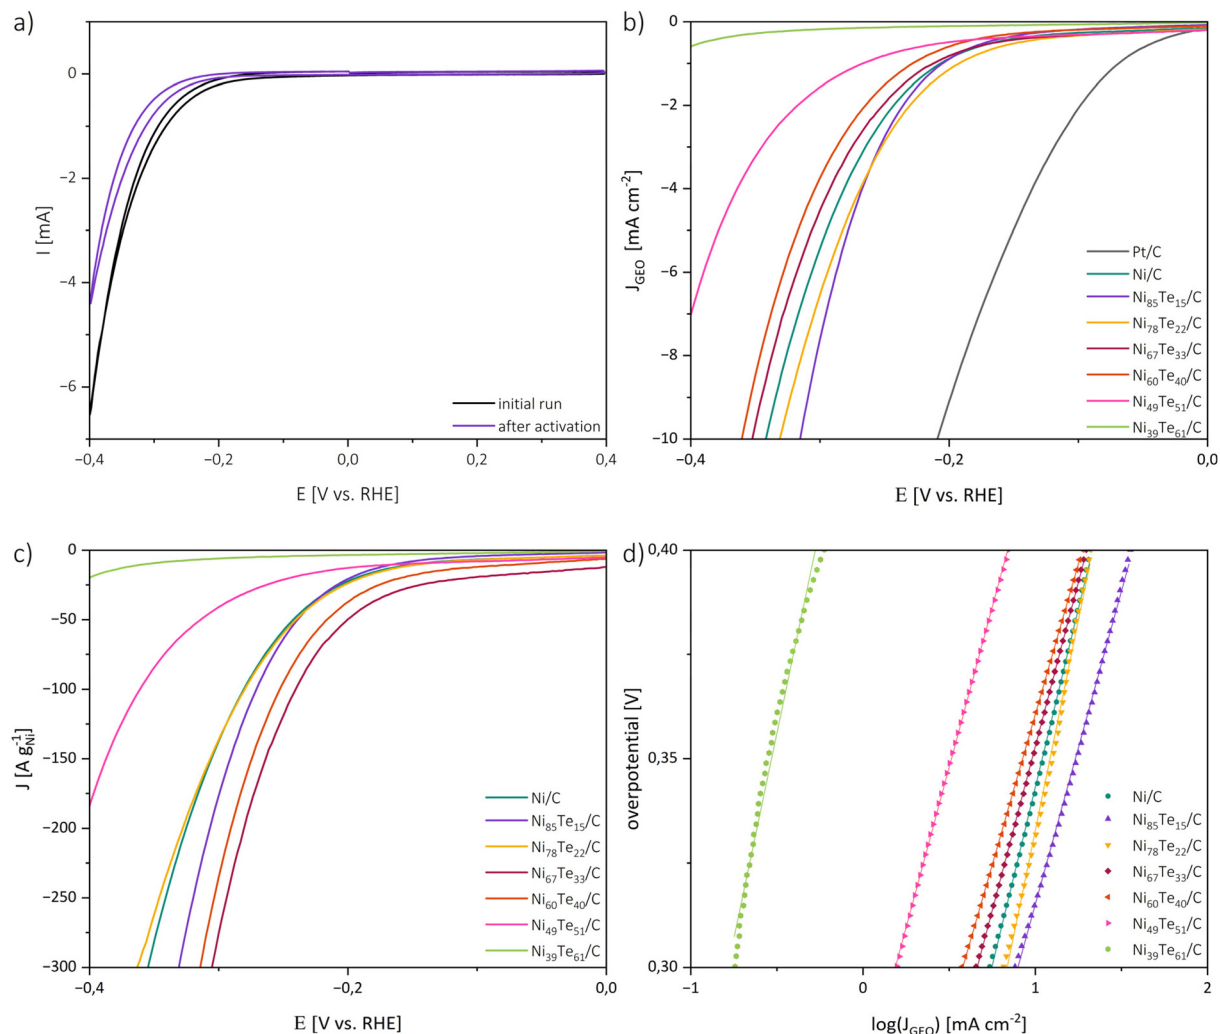 a)
0
−2
−4
−6
I [mA]
initial run
after activation
−0,4
−0,2
0,0
0,2
0,4
E [V vs. RHE]
b)
0
−2
−4
−6
−8
−10
J_GEO [mA cm⁻²]
Pt/C
Ni/C
Ni₈₅Te₁₅/C
Ni₇₈Te₂₂/C
Ni₆₇Te₃₃/C
Ni₆₀Te₄₀/C
Ni₄₉Te₅₁/C
Ni₃₉Te₆₁/C
−0,4
−0,2
0,0
E [V vs. RHE]
c)
0
−50
−100
−150
−200
−250
−300
J [A g⁻¹_Ni]
Ni/C
Ni₈₅Te₁₅/C
Ni₇₈Te₂₂/C
Ni₆₇Te₃₃/C
Ni₆₀Te₄₀/C
Ni₄₉Te₅₁/C
Ni₃₉Te₆₁/C
−0,4
−0,2
0,0
E [V vs. RHE]
d)
0,40
0,35
0,30
overpotential [V]
Ni/C
Ni₈₅Te₁₅/C
Ni₇₈Te₂₂/C
Ni₆₇Te₃₃/C
Ni₆₀Te₄₀/C
Ni₄₉Te₅₁/C
Ni₃₉Te₆₁/C
−1
0
1
2
log(J_GEO) [mA cm⁻²]